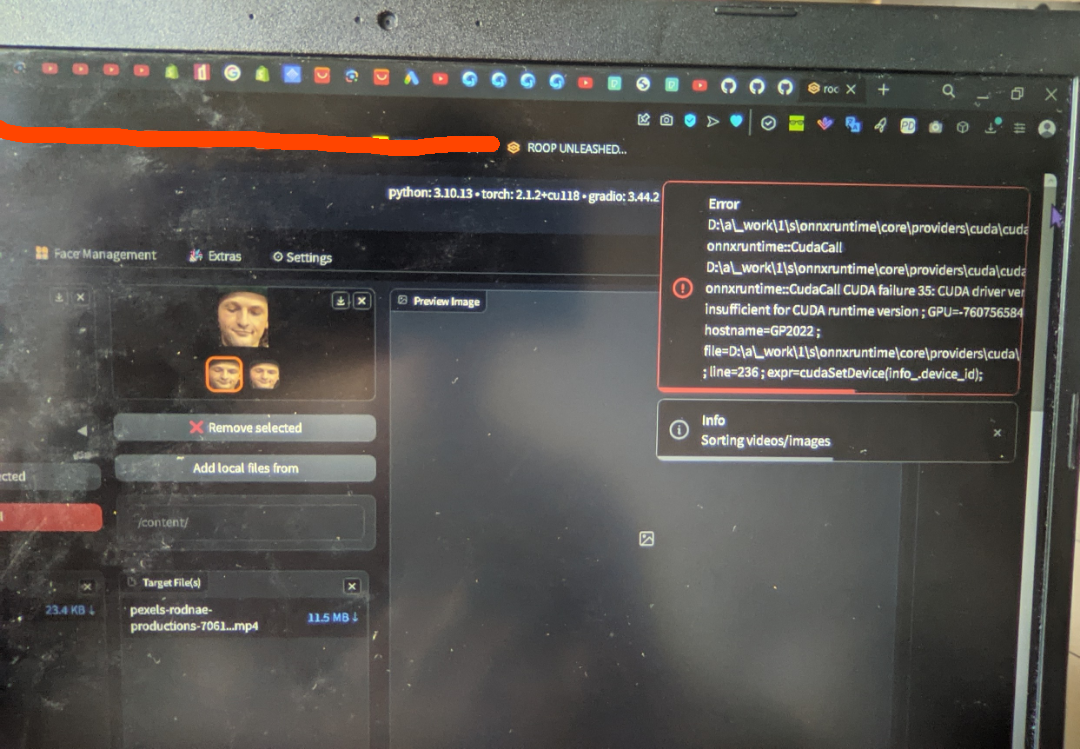 roc
PD
ROOP UNLEASHED...
python: 3.10.13 • torch: 2.1.2+cu118 • gradio: 3.44.2
Error
D:\a\_work\1\s\onnxruntime\core\providers\cuda\cuda
onnxruntime::CudaCall
D:\a\_work\1\s\onnxruntime\core\providers\cuda\cuda
onnxruntime::CudaCall CUDA failure 35: CUDA driver ver
insufficient for CUDA runtime version ; GPU=-760756584
hostname=GP2022 ;
file=D:\a\_work\1\s\onnxruntime\core\providers\cuda\
; line=236 ; expr=cudaSetDevice(info_.device_id);
Face Management
Extras
Settings
Preview Image
Info
Sorting videos/images
Remove selected
Add local files from
cted
/content/
Target File(s)
23.4 KB ↓
pexels-rodnae-
productions-7061...mp4
11.5 MB ↓